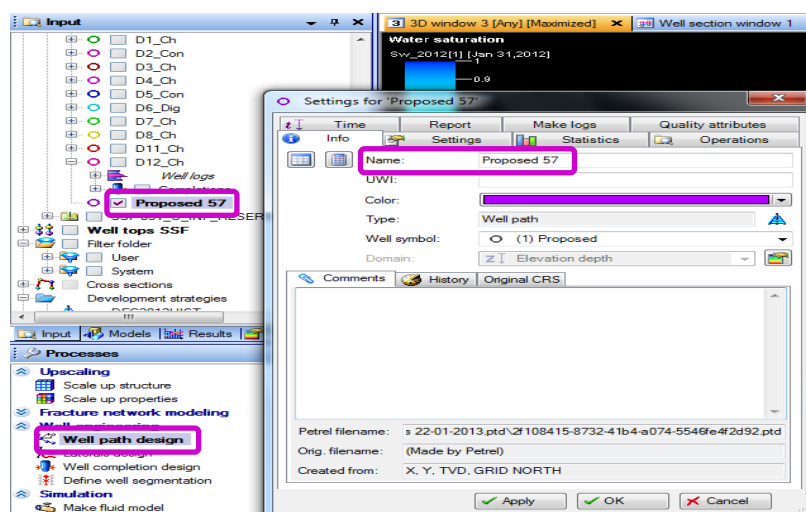 Input
D1_Ch
D2_Con
D3_Ch
D4_Ch
D5_Con
D6_Dig
D7_Ch
D8_Ch
D11_Ch
D12_Ch
Well logs
Completions
Proposed 57
Well tops SSF
Filter folder
User
System
Cross sections
Development strategies
Input Models Results
Processes
Upscaling
Scale up structure
Scale up properties
Fracture network modeling
Well engineering
Well path design
Well completion design
Define well segmentation
Simulation
Make fluid model
3 3D window 3 [Any] [Maximized] Well section window 1
Water saturation
Sw_2012[1] [Jan 31,2012]
1
0.9
Settings for 'Proposed 57'
Time Report Make logs Quality attributes
Info Settings Statistics Operations
Name: Proposed 57
UWI:
Color:
Type: Well path
Well symbol: (1) Proposed
Domain: Elevation depth
Comments History Original CRS
Petrel filename: s 22-01-2013.ptd\2f108415-8732-41b4-a074-5546fe4f2d92.ptd
Orig. filename: (Made by Petrel)
Created from: X, Y, TVD, GRID NORTH
Apply OK Cancel